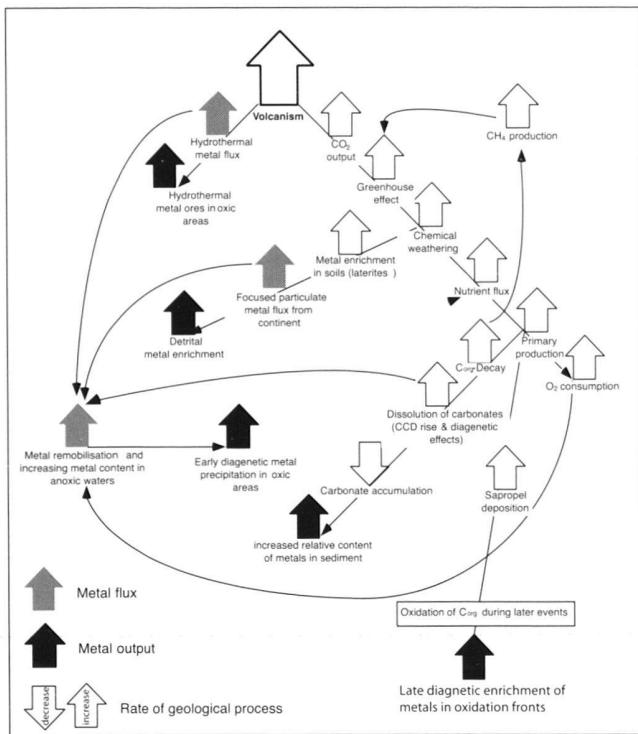 Volcanism
Hydrothermal
metal flux
CO₂
output
CH₄ production
Hydrothermal
metal ores in oxic
areas
Greenhouse
effect
Metal enrichment
in soils (laterites )
Chemical
weathering
Focused particulate
metal flux from
continent
Nutrient flux
Detrital
metal enrichment
Corg-Decay
Primary
production
O₂ consumption
Dissolution of carbonates
(CCD rise & diagenetic
effects)
Metal remobilisation and
increasing metal content in
anoxic waters
Early diagenetic metal
precipitation in oxic
areas
Carbonate accumulation
Sapropel
deposition
increased relative content
of metals in sediment
Metal flux
Oxidation of Corg during later events
Metal output
Late diagnetic enrichment of
metals in oxidation fronts
decrease
increase
Rate of geological process